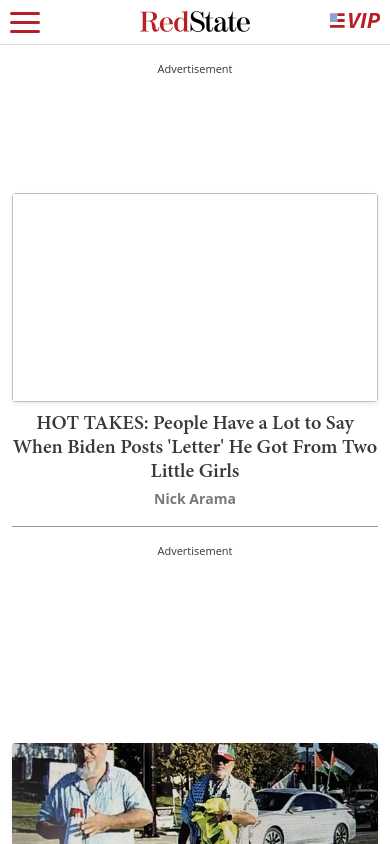 RedState
VIP
Advertisement
HOT TAKES: People Have a Lot to Say
When Biden Posts 'Letter' He Got From Two
Little Girls
Nick Arama
Advertisement